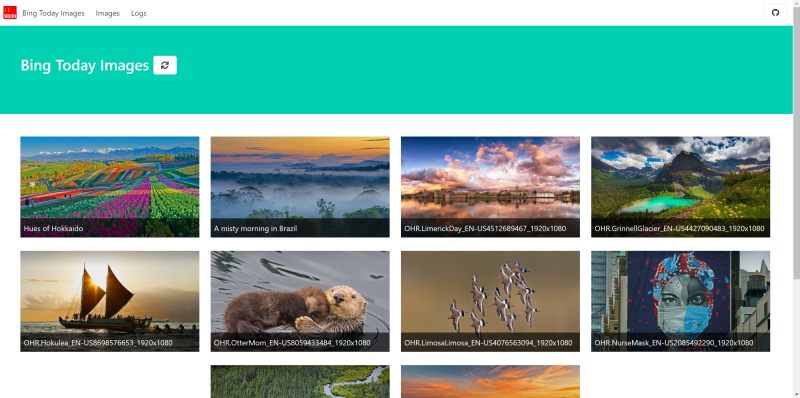 Bing Today Images
Images
Logs
Bing Today Images
Hues of Hokkaido
A misty morning in Brazil
OHR.LimerickDay_EN-US4512689467_1920x1080
OHR.GrinnellGlacier_EN-US4427090483_1920x1080
OHR.Hokulea_EN-US8698576653_1920x1080
OHR.OtterMom_EN-US8059433484_1920x1080
OHR.LimosaLimosa_EN-US4076563094_1920x1080
OHR.NurseMask_EN-US2085492290_1920x1080